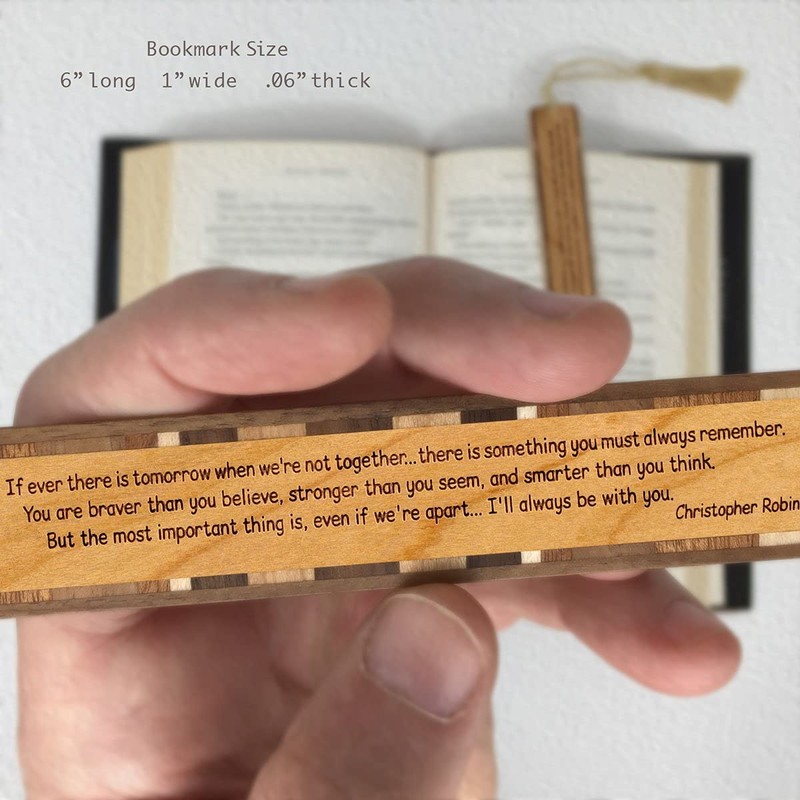 Bookmark Size
6” long 1” wide .06” thick
If ever there is tomorrow when we're not together...there is something you must always remember.
You are braver than you believe, stronger than you seem, and smarter than you think.
But the most important thing is, even if we're apart... I'll always be with you.
Christopher Robin